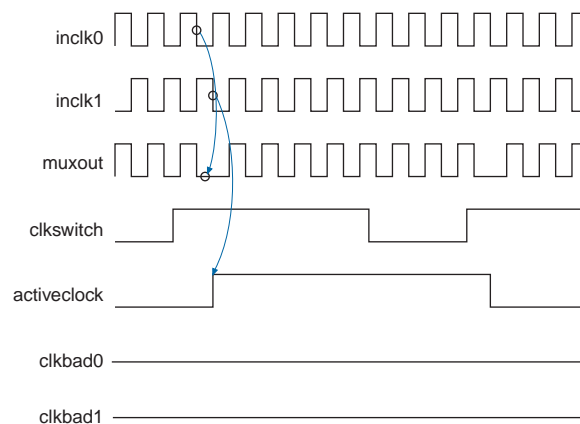 inclk0
inclk1
muxout
clkswitch
activeclock
clkbad0
clkbad1